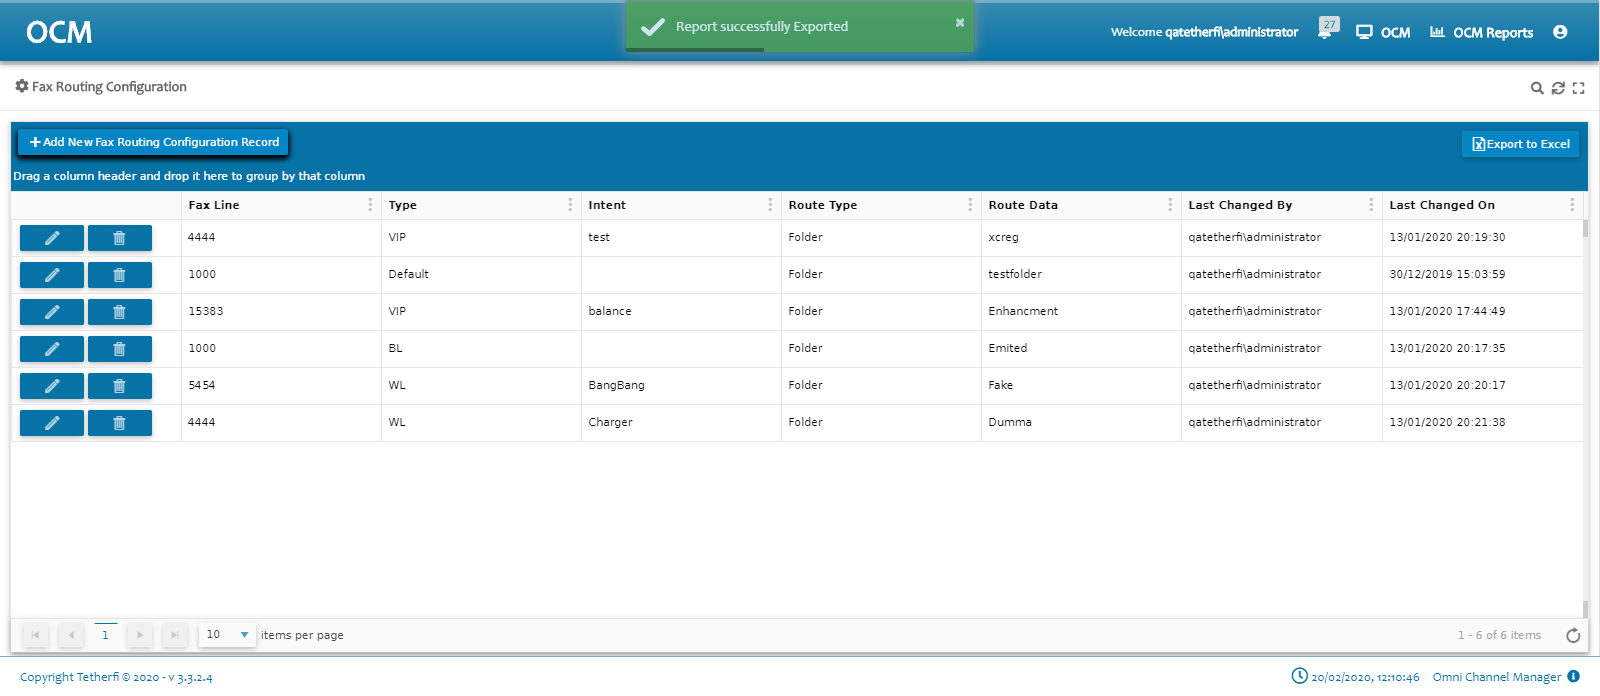 OCM
Report successfully Exported
Welcome qatetherfi\administrator
27
OCM
OCM Reports
Fax Routing Configuration
Add New Fax Routing Configuration Record
Export to Excel
Drag a column header and drop it here to group by that column
Fax Line Type Intent Route Type Route Data Last Changed By Last Changed On
4444 VIP test Folder xcreg qatetherfi\administrator 13/01/2020 20:19:30
1000 Default Folder testfolder qatetherfi\administrator 30/12/2019 15:03:59
15383 VIP balance Folder Enhancment qatetherfi\administrator 13/01/2020 17:44:49
1000 BL Folder Emited qatetherfi\administrator 13/01/2020 20:17:35
5454 WL BangBang Folder Fake qatetherfi\administrator 13/01/2020 20:20:17
4444 WL Charger Folder Dumma qatetherfi\administrator 13/01/2020 20:21:38
1 10 items per page 1 - 6 of 6 items
Copyright Tetherfi © 2020 - v 3.3.2.4 20/02/2020, 12:10:46 Omni Channel Manager